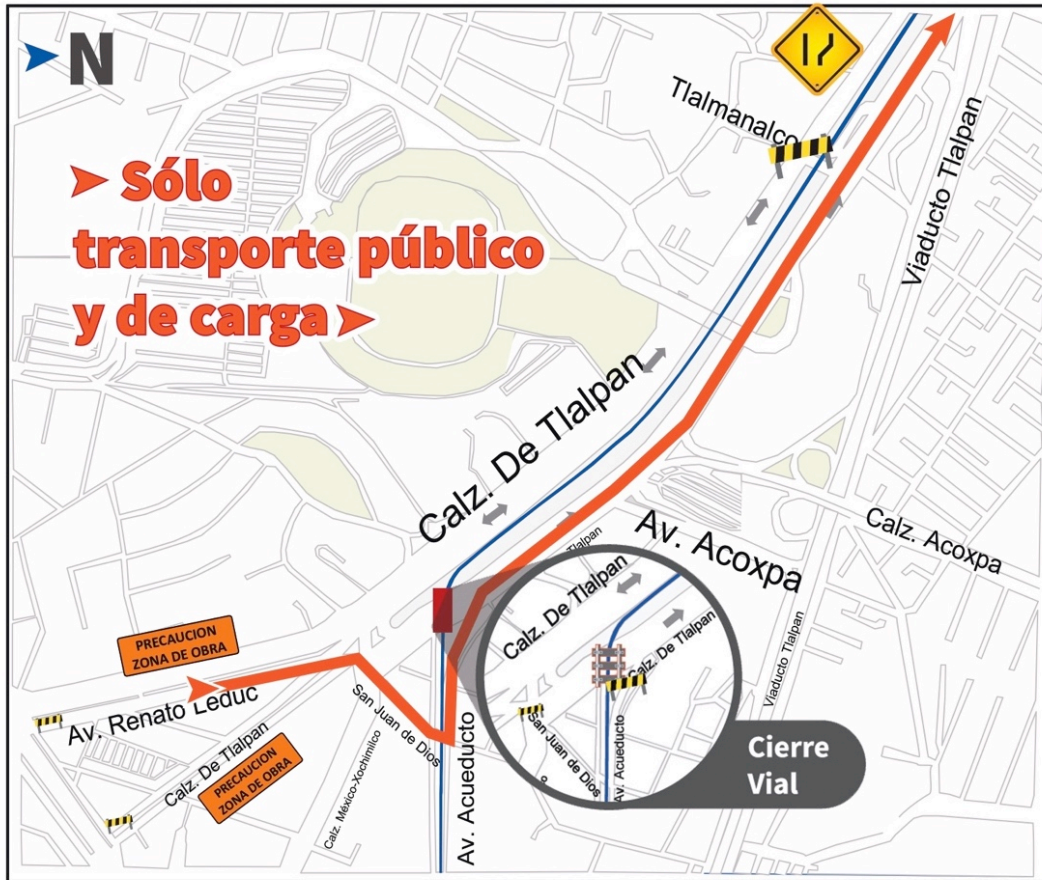 N
Sólo
transporte público
y de carga
Tlalmanalco
Viaducto Tlalpan
Calz. De Tlalpan
Av. Acoxpa
Calz. Acoxpa
Calz. De Tlalpan
Calz. De Tlalpan
San Juan de Dios
Av. Acueducto
Viaducto Tlalpan
Cierre
Vial
PRECAUCION
ZONA DE OBRA
Av. Renato Leduc
San Juan de Dios
Calz. De Tlalpan
PRECAUCION
ZONA DE OBRA
Calz. México-Xochimilco
Av. Acueducto